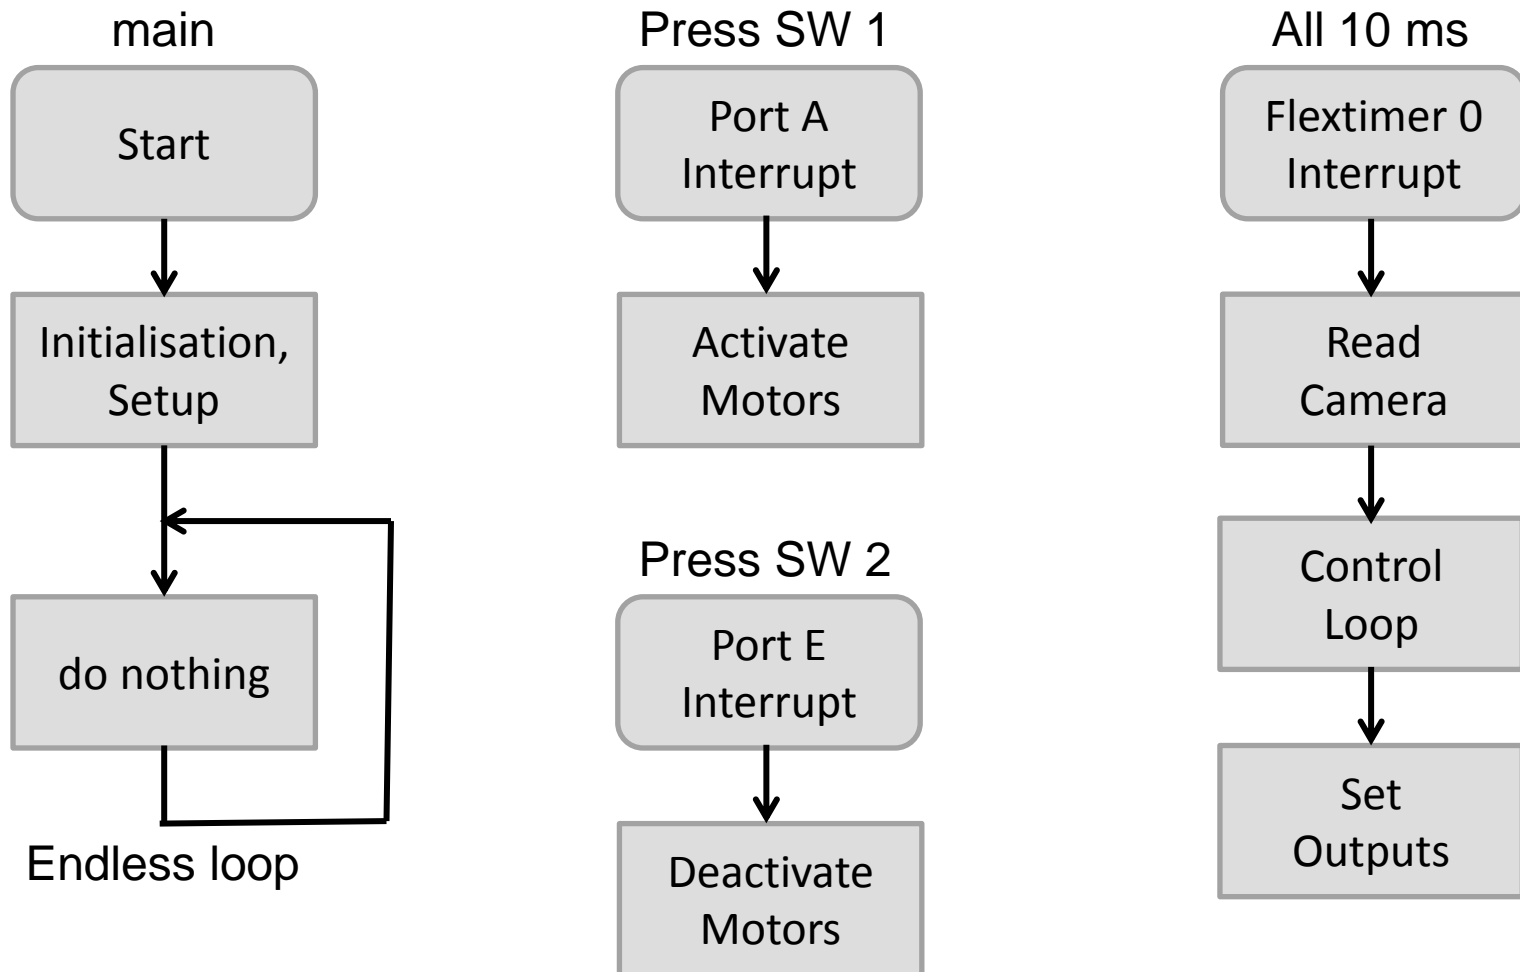 main
Start
Initialisation,
Setup
do nothing
Endless loop
Press SW 1
Port A
Interrupt
Activate
Motors
Press SW 2
Port E
Interrupt
Deactivate
Motors
All 10 ms
Flextimer 0
Interrupt
Read
Camera
Control
Loop
Set
Outputs